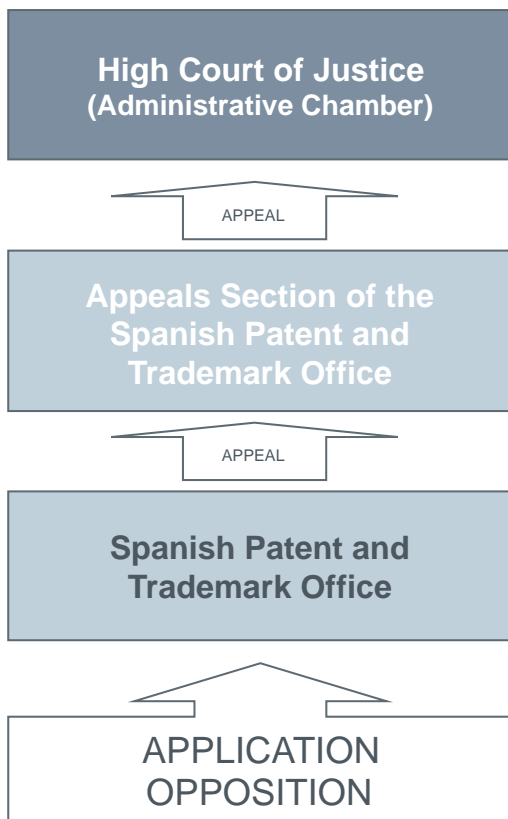 High Court of Justice
(Administrative Chamber)
APPEAL
Appeals Section of the
Spanish Patent and
Trademark Office
APPEAL
Spanish Patent and
Trademark Office
APPLICATION
OPPOSITION